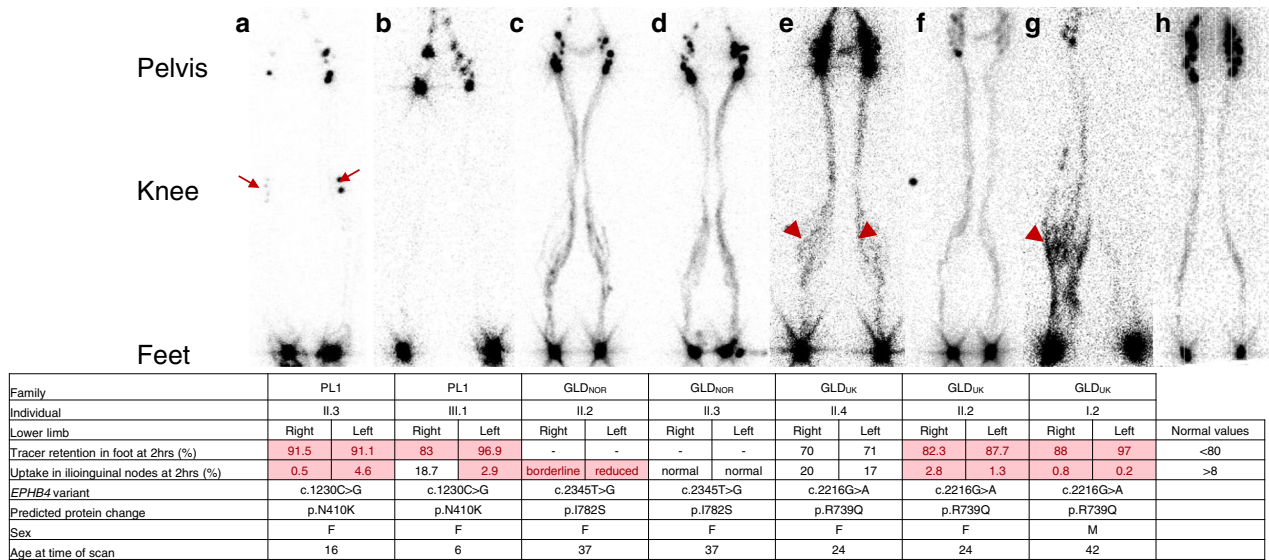 a b c d e f g h
Pelvis
Knee
Feet
Family PL1 PL1 GLDNOR GLDNOR GLDUK GLDUK GLDUK
Individual II.3 III.1 II.2 II.3 II.4 II.2 I.2
Lower limb Right Left Right Left Right Left Right Left Right Left Right Left Right Left Normal values
Tracer retention in foot at 2hrs (%) 91.5 91.1 83 96.9 - - - - 70 71 82.3 87.7 88 97 <80
Uptake in ilioinguinal nodes at 2hrs (%) 0.5 4.6 18.7 2.9 borderline reduced normal normal 20 17 2.8 1.3 0.8 0.2 >8
EPHB4 variant c.1230C>G c.1230C>G c.2345T>G c.2345T>G c.2216G>A c.2216G>A c.2216G>A
Predicted protein change p.N410K p.N410K p.I782S p.I782S p.R739Q p.R739Q p.R739Q
Sex F F F F F F M
Age at time of scan 16 6 37 37 24 24 42